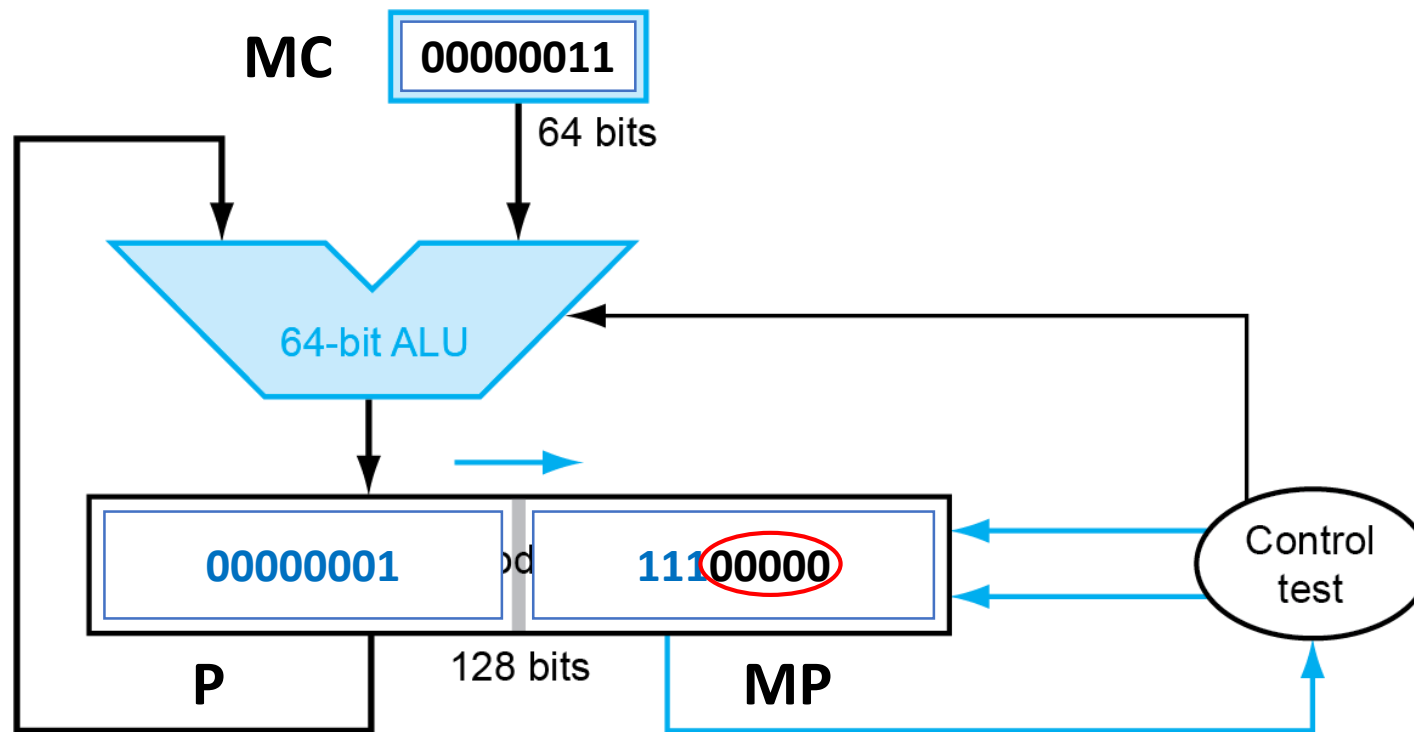 MC
00000011
64 bits
64-bit ALU
00000001
11100000
Control
test
P
128 bits
MP